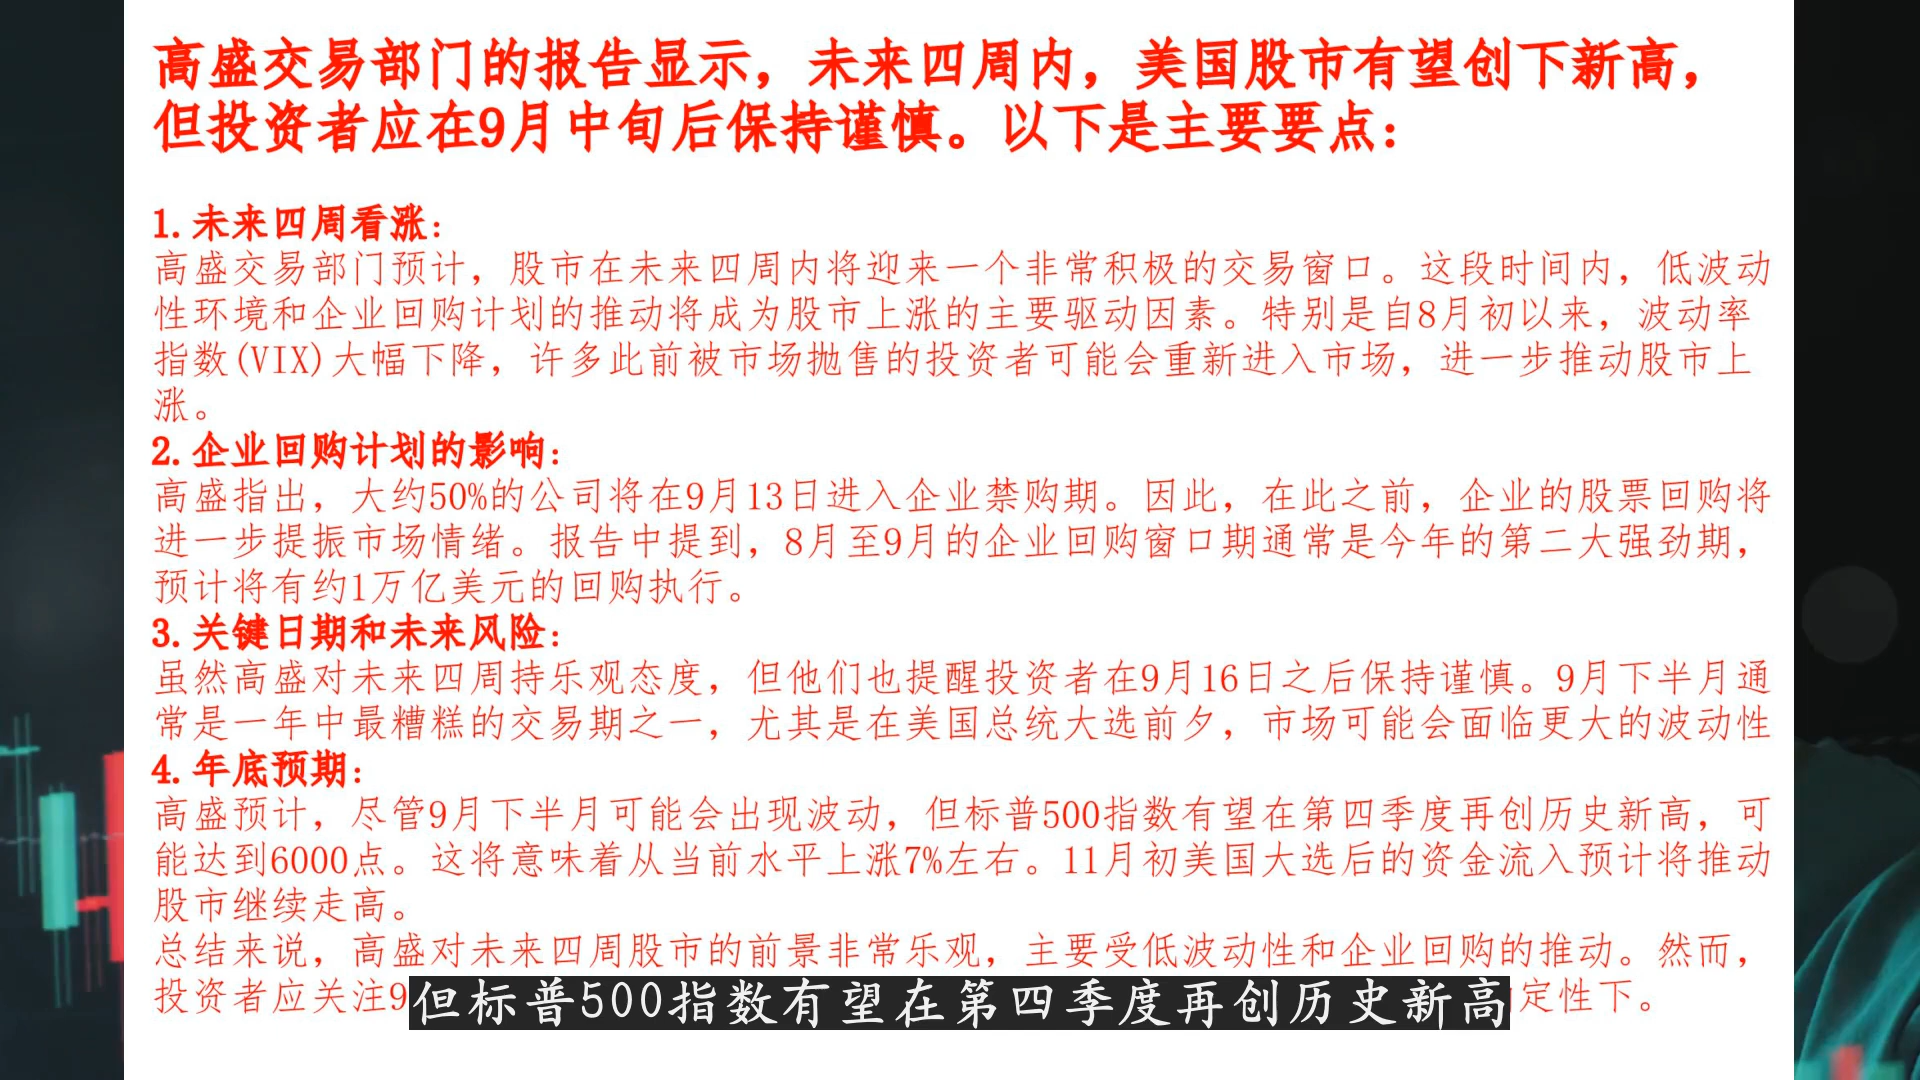 高盛交易部门的报告显示，未来四周内，美国股市有望创下新高，
但投资者应在9月中旬后保持谨慎。以下是主要要点：
1.未来四周看涨：
高盛交易部门预计，股市在未来四周内将迎来一个非常积极的交易窗口。这段时间内，低波动
性环境和企业回购计划的推动将成为股市上涨的主要驱动因素。特别是自8月初以来，波动率
指数(VIX)大幅下降，许多此前被市场抛售的投资者可能会重新进入市场，进一步推动股市上
涨。
2.企业回购计划的影响：
高盛指出，大约50%的公司将在9月13日进入企业禁购期。因此，在此之前，企业的股票回购将
进一步提振市场情绪。报告中提到，8月至9月的企业回购窗口期通常是今年的第二大强劲期，
预计将有约1万亿美元的回购执行。
3.关键日期和未来风险：
虽然高盛对未来四周持乐观态度，但他们也提醒投资者在9月16日之后保持谨慎。9月下半月通
常是一年中最糟糕的交易期之一，尤其是在美国总统大选前夕，市场可能会面临更大的波动性
4.年底预期：
高盛预计，尽管9月下半月可能会出现波动，但标普500指数有望在第四季度再创历史新高，可
能达到6000点。这将意味着从当前水平上涨7%左右。11月初美国大选后的资金流入预计将推动
股市继续走高。
总结来说，高盛对未来四周股市的前景非常乐观，主要受低波动性和企业回购的推动。然而，
投资者应关注9 定性下。
但标普500指数有望在第四季度再创历史新高